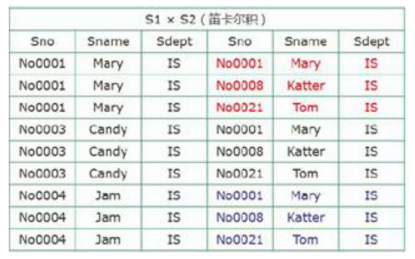 S1 × S2 (笛卡尔积)
Sno Sname Sdept Sno Sname Sdept
No0001 Mary IS No0001 Mary IS
No0001 Mary IS No0008 Katter IS
No0001 Mary IS No0021 Tom IS
No0003 Candy IS No0001 Mary IS
No0003 Candy IS No0008 Katter IS
No0003 Candy IS No0021 Tom IS
No0004 Jam IS No0001 Mary IS
No0004 Jam IS No0008 Katter IS
No0004 Jam IS No0021 Tom IS